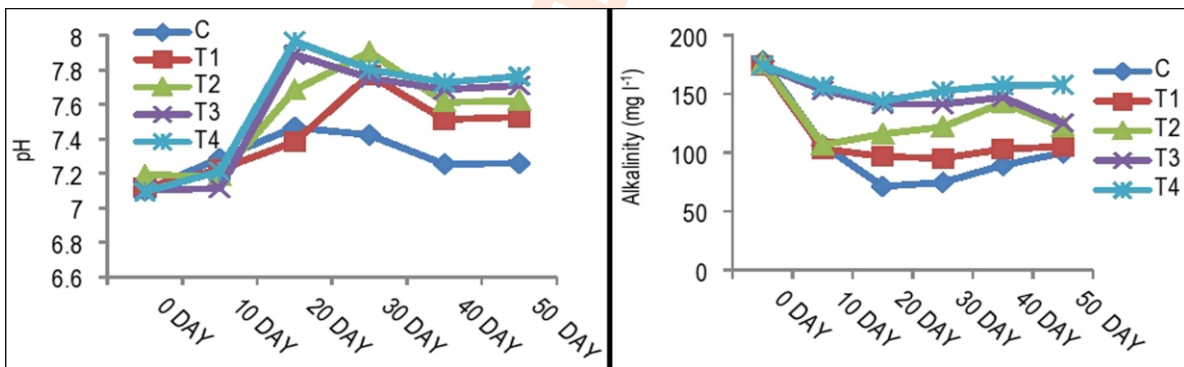 8
7.8
7.6
7.4
7.2
7
6.8
6.6
pH
C
T1
T2
T3
T4
0 DAY
10 DAY
20 DAY
30 DAY
40 DAY
50 DAY
200
150
100
50
0
Alkalinity (mg l⁻¹)
0 DAY
10 DAY
20 DAY
30 DAY
40 DAY
50 DAY
C
T1
T2
T3
T4